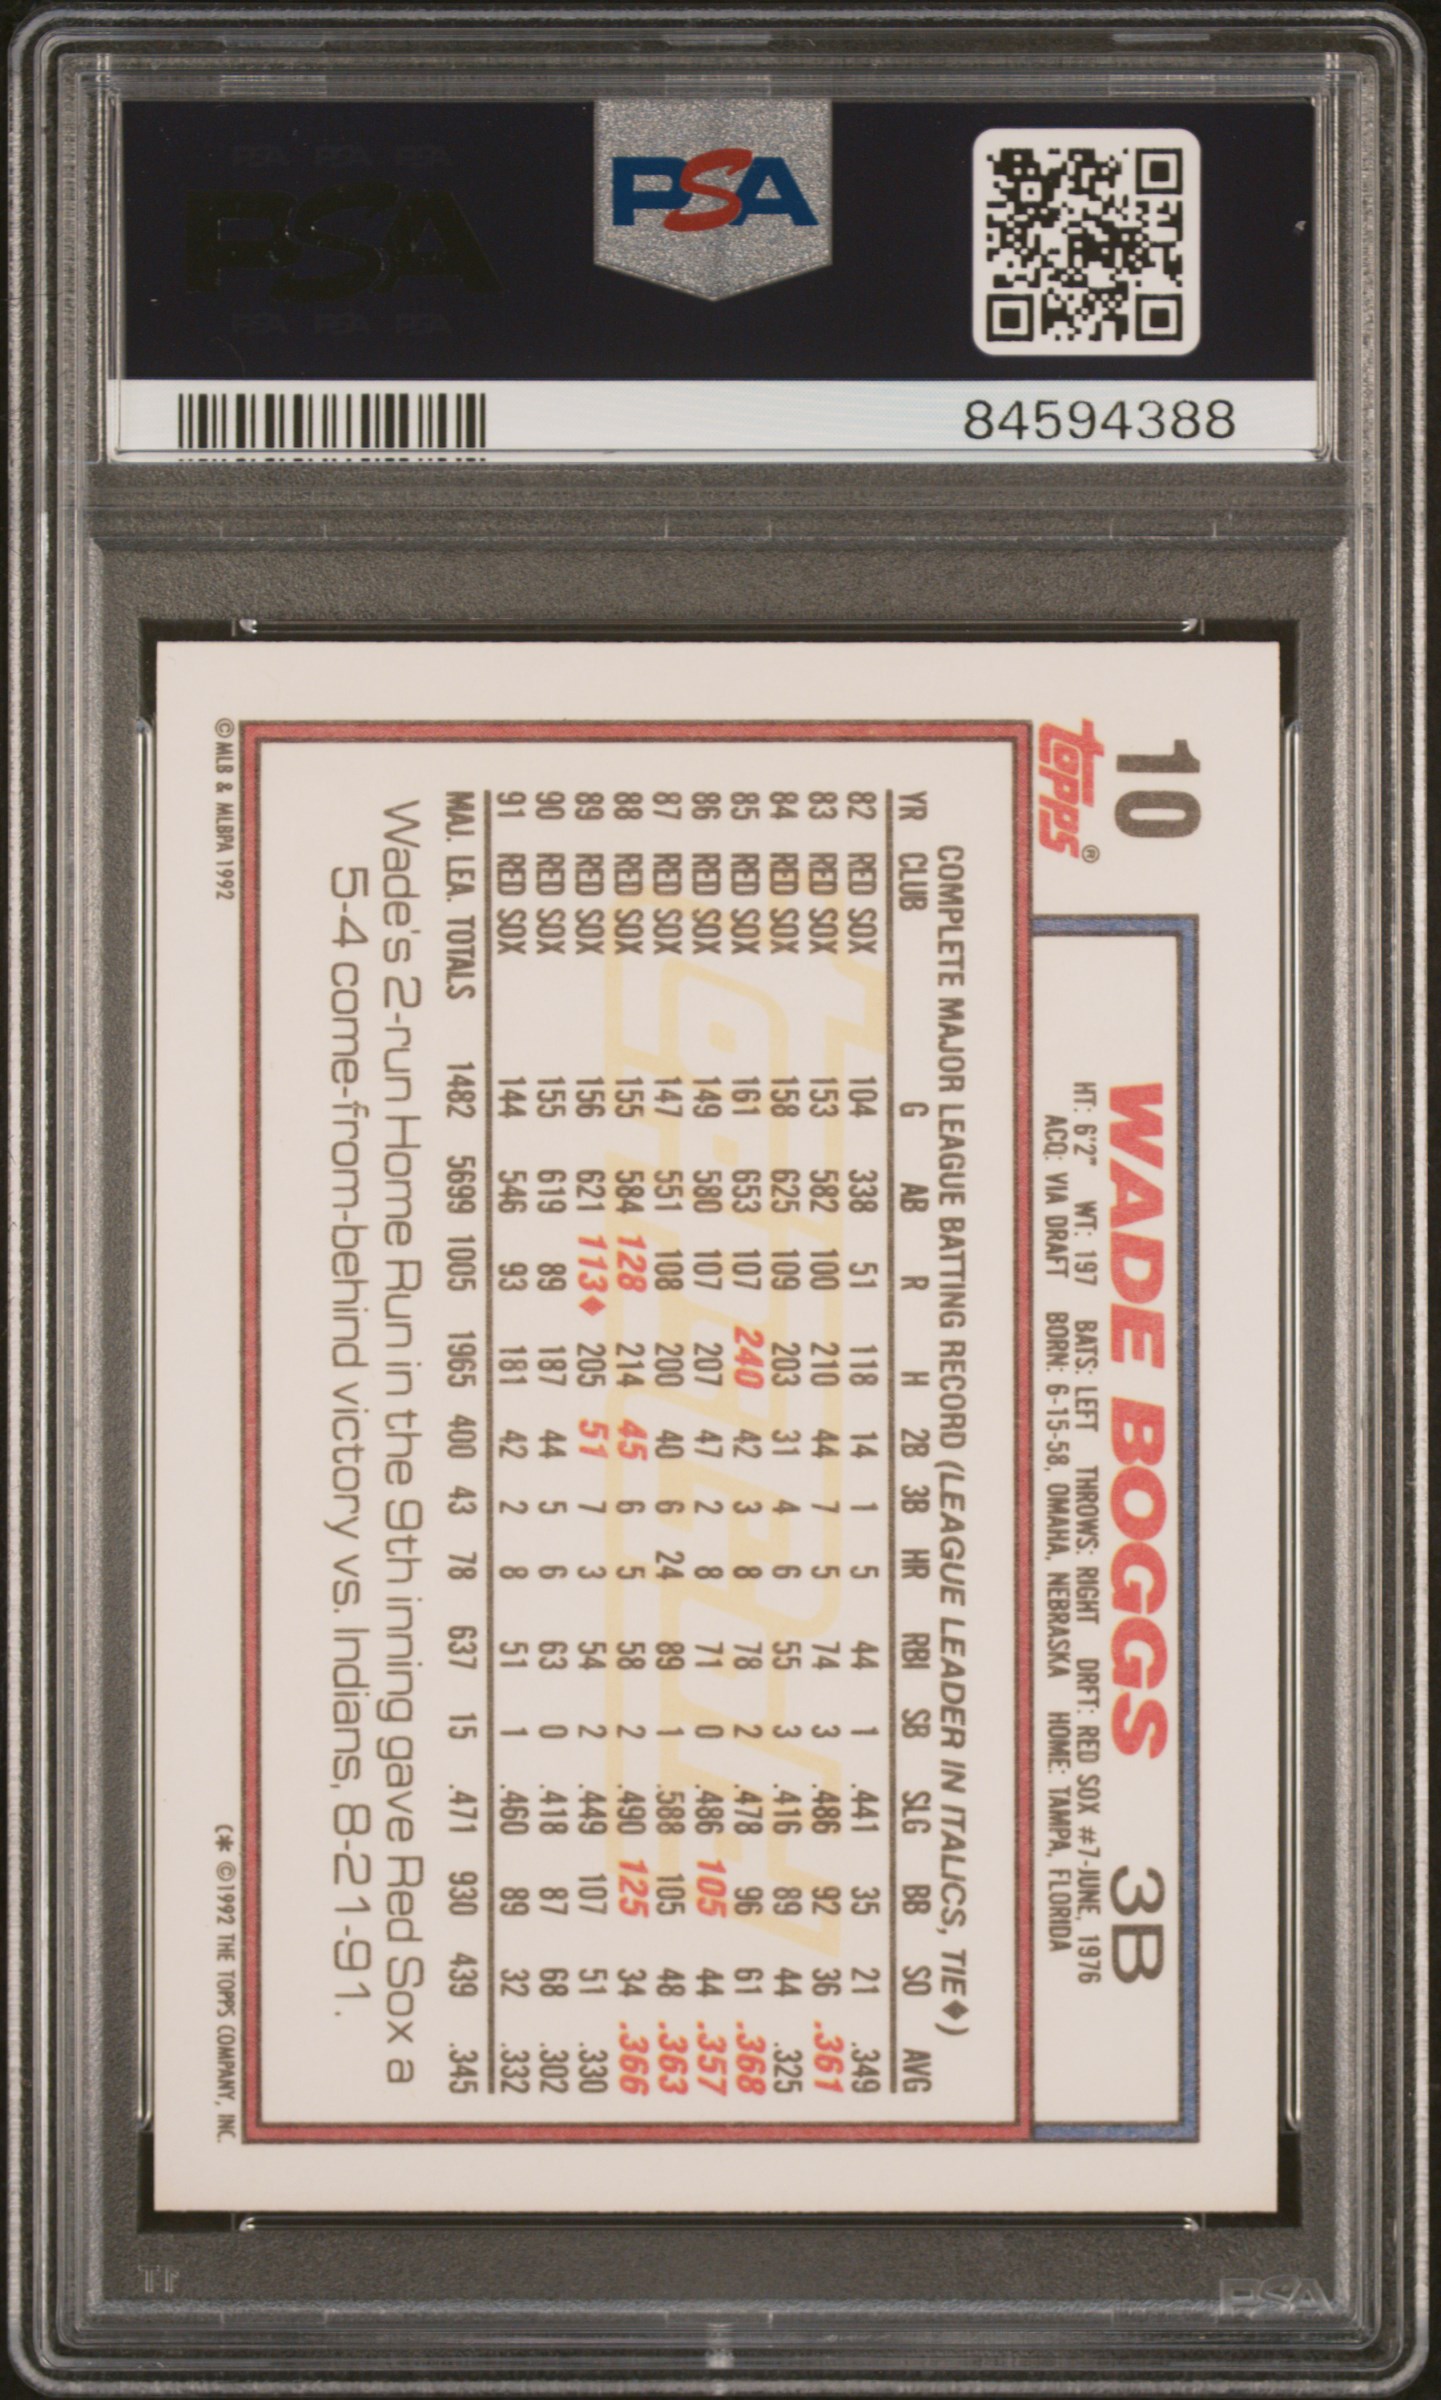 PSA
PSA PSA PSA
PSA
PSA PSA PSA
84594388
10
topps®
WADE BOGGS 3B
HT: 6'2" WT: 197 BATS: LEFT THROWS: RIGHT DRFT: RED SOX #7-JUNE, 1976
ACQ: VIA DRAFT BORN: 6-15-58, OMAHA, NEBRASKA HOME: TAMPA, FLORIDA
COMPLETE MAJOR LEAGUE BATTING RECORD (LEAGUE LEADER IN ITALICS, TIE♦)
YR CLUB G AB R H 2B 3B HR RBI SB SLG BB SO AVG
82 RED SOX 104 338 51 118 14 1 5 44 1 .441 35 21 .349
83 RED SOX 153 582 100 210 44 7 5 74 3 .486 92 36 .361
84 RED SOX 158 625 109 203 31 4 6 55 3 .416 89 44 .325
85 RED SOX 161 653 107 240 42 3 8 78 2 .478 96 61 .368
86 RED SOX 149 580 107 207 47 2 8 71 0 .486 105 44 .357
87 RED SOX 147 551 108 200 40 6 24 89 1 .588 105 48 .363
88 RED SOX 155 584 128 214 45 6 5 58 2 .490 125 34 .366
89 RED SOX 156 621 113♦ 205 51 7 3 54 2 .449 107 51 .330
90 RED SOX 155 619 89 187 44 5 6 63 0 .418 87 68 .302
91 RED SOX 144 546 93 181 42 2 8 51 1 .460 89 32 .332
MAJ. LEA. TOTALS 1482 5699 1005 1965 400 43 78 637 15 .471 930 439 .345
Wade's 2-run Home Run in the 9th inning gave Red Sox a
5-4 come-from-behind victory vs. Indians, 8-21-91.
© MLB & MLBPA 1992
C* ©1992 THE TOPPS COMPANY, INC.
PSA